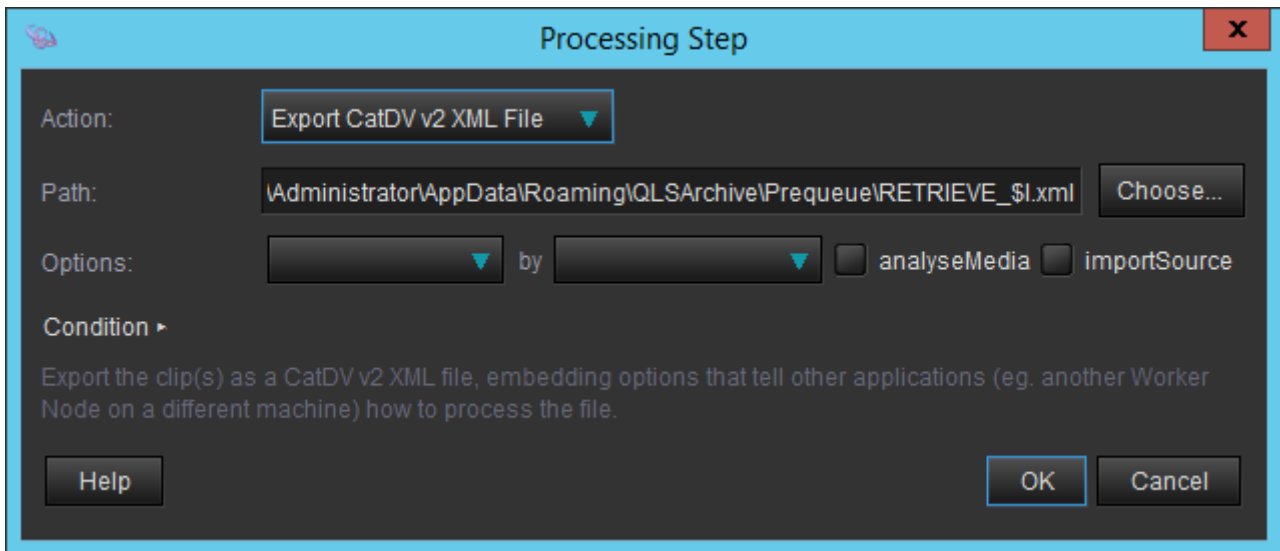 Processing Step
x
Action: Export CatDV v2 XML File
Path: \Administrator\AppData\Roaming\QLSArchive\Prequeue\RETRIEVE_$I.xml Choose...
Options: by analyseMedia importSource
Condition ▸
Export the clip(s) as a CatDV v2 XML file, embedding options that tell other applications (eg. another Worker
Node on a different machine) how to process the file.
Help OK Cancel